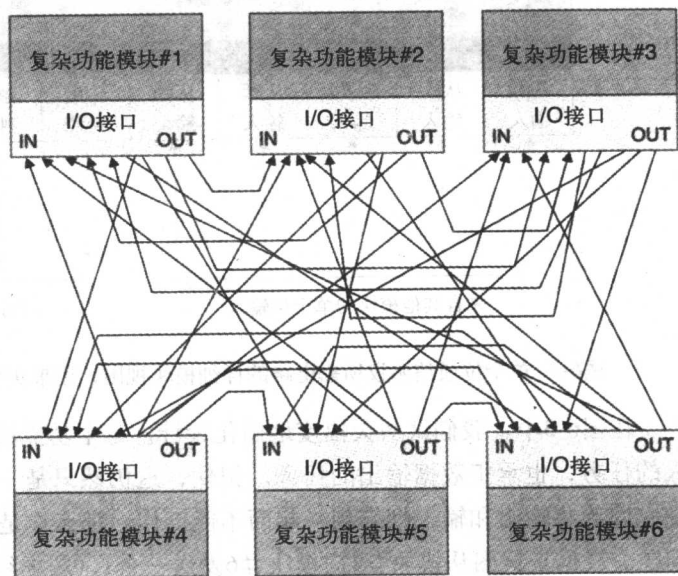 复杂功能模块#1
I/O接口
IN
OUT
复杂功能模块#2
I/O接口
IN
OUT
复杂功能模块#3
I/O接口
IN
OUT
IN
OUT
I/O接口
复杂功能模块#4
IN
OUT
I/O接口
复杂功能模块#5
IN
OUT
I/O接口
复杂功能模块#6